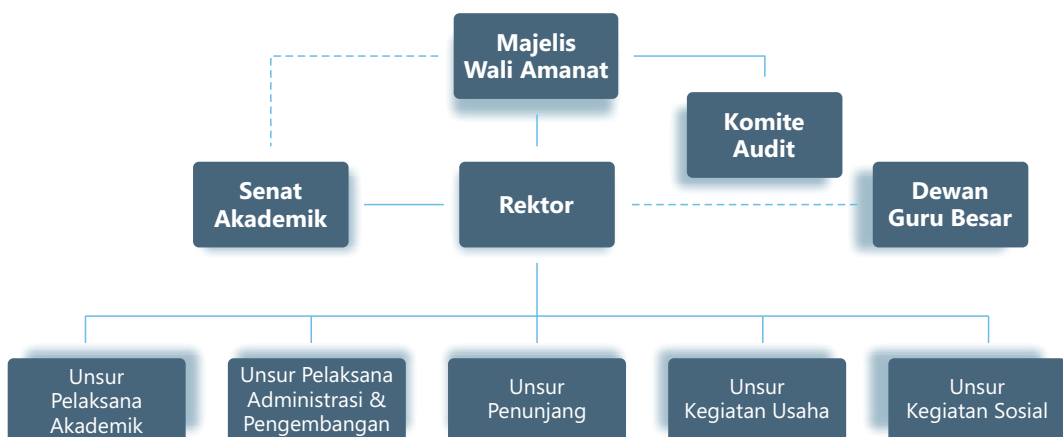 Majelis
Wali Amanat
Komite
Audit
Senat
Akademik
Rektor
Dewan
Guru Besar
Unsur
Pelaksana
Akademik
Unsur Pelaksana
Administrasi &
Pengembangan
Unsur
Penunjang
Unsur
Kegiatan Usaha
Unsur
Kegiatan Sosial